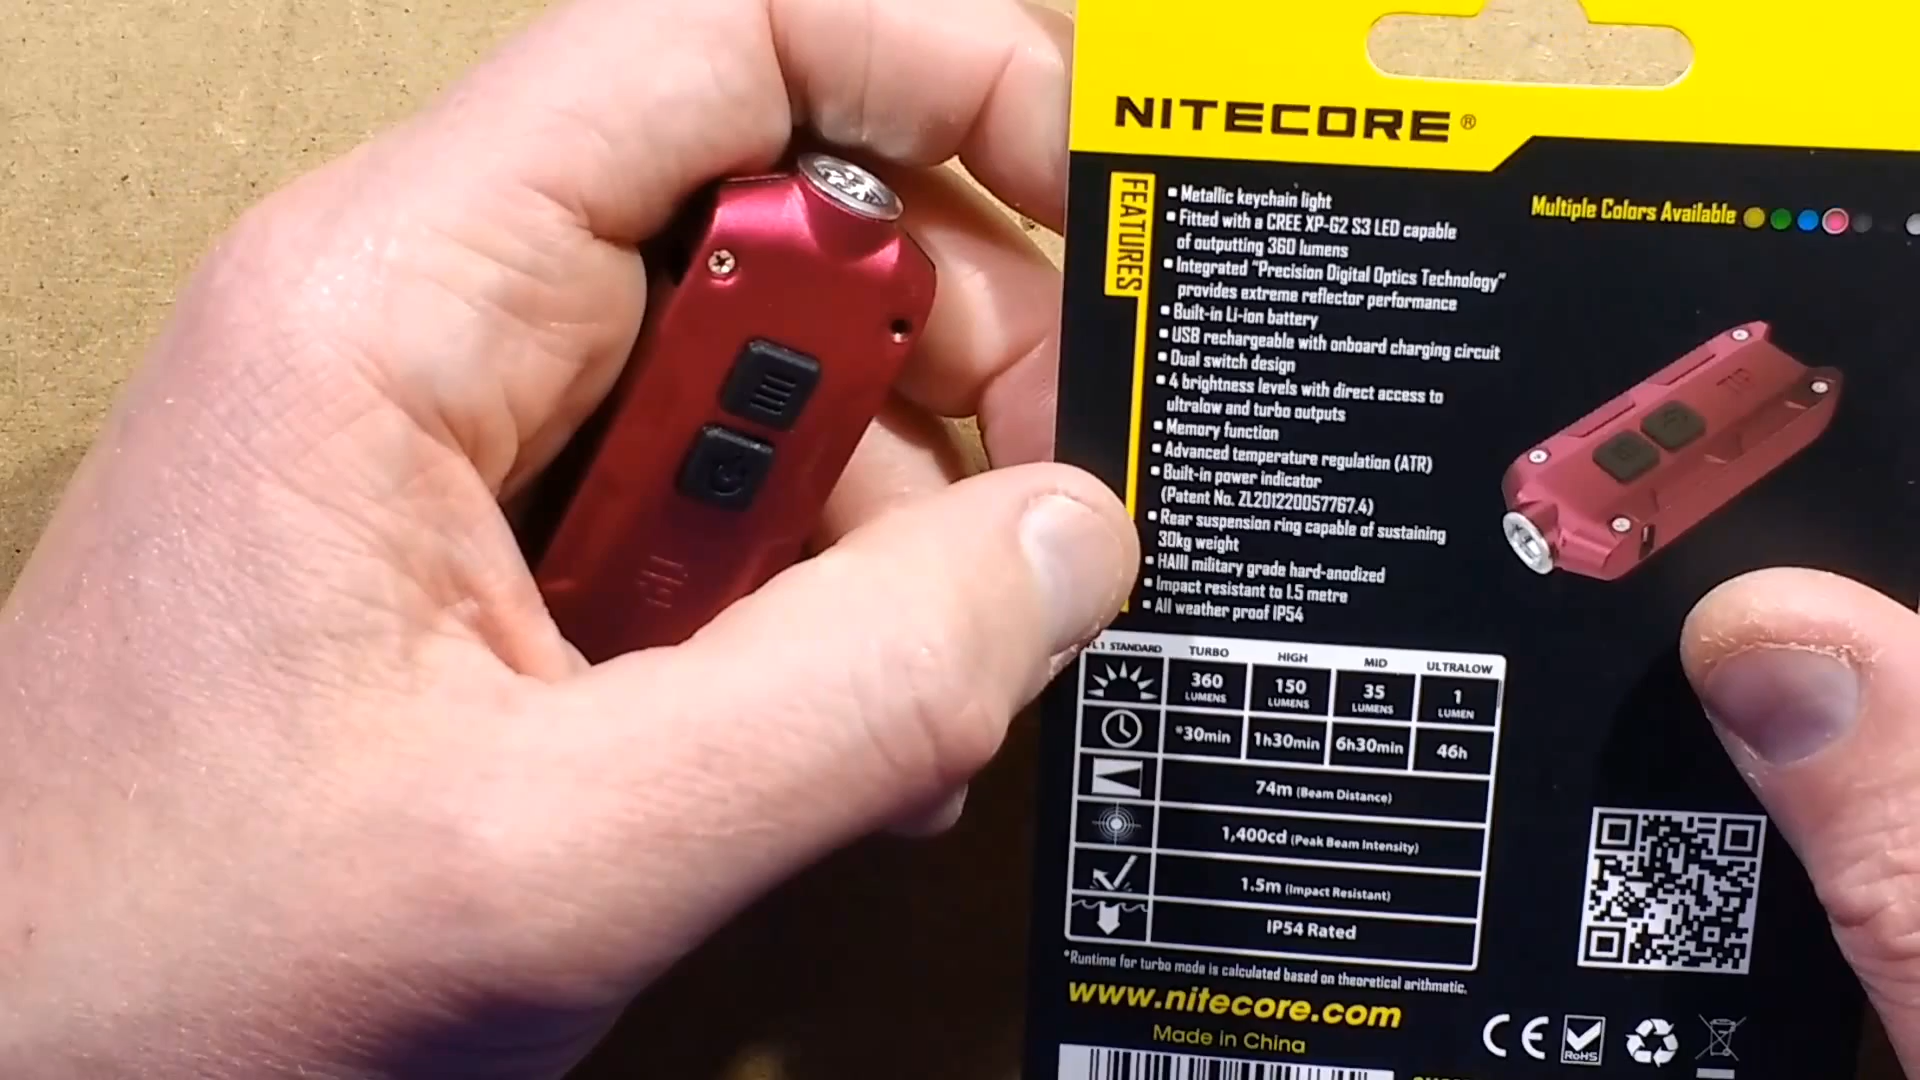 NITECORE®
FEATURES
▪ Metallic keychain light
▪ Fitted with a CREE XP-G2 S3 LED capable
of outputting 360 lumens
▪ Integrated "Precision Digital Optics Technology"
provides extreme reflector performance
▪ Built-in Li-ion battery
▪ USB rechargeable with onboard charging circuit
▪ Dual switch design
▪ 4 brightness levels with direct access to
ultralow and turbo outputs
▪ Memory function
▪ Advanced temperature regulation (ATR)
▪ Built-in power indicator
(Patent No. ZL201220057767.4)
▪ Rear suspension ring capable of sustaining
30kg weight
▪ HAIII military grade hard-anodized
▪ Impact resistant to 1.5 metre
▪ All weather proof IP54
Multiple Colors Available
TIP
STANDARD TURBO HIGH MID ULTRALOW
360 LUMENS 150 LUMENS 35 LUMENS 1 LUMEN
*30min 1h30min 6h30min 46h
74m (Beam Distance)
1,400cd (Peak Beam Intensity)
1.5m (Impact Resistant)
IP54 Rated
*Runtime for turbo mode is calculated based on theoretical arithmetic.
www.nitecore.com
Made in China
CE RoHS